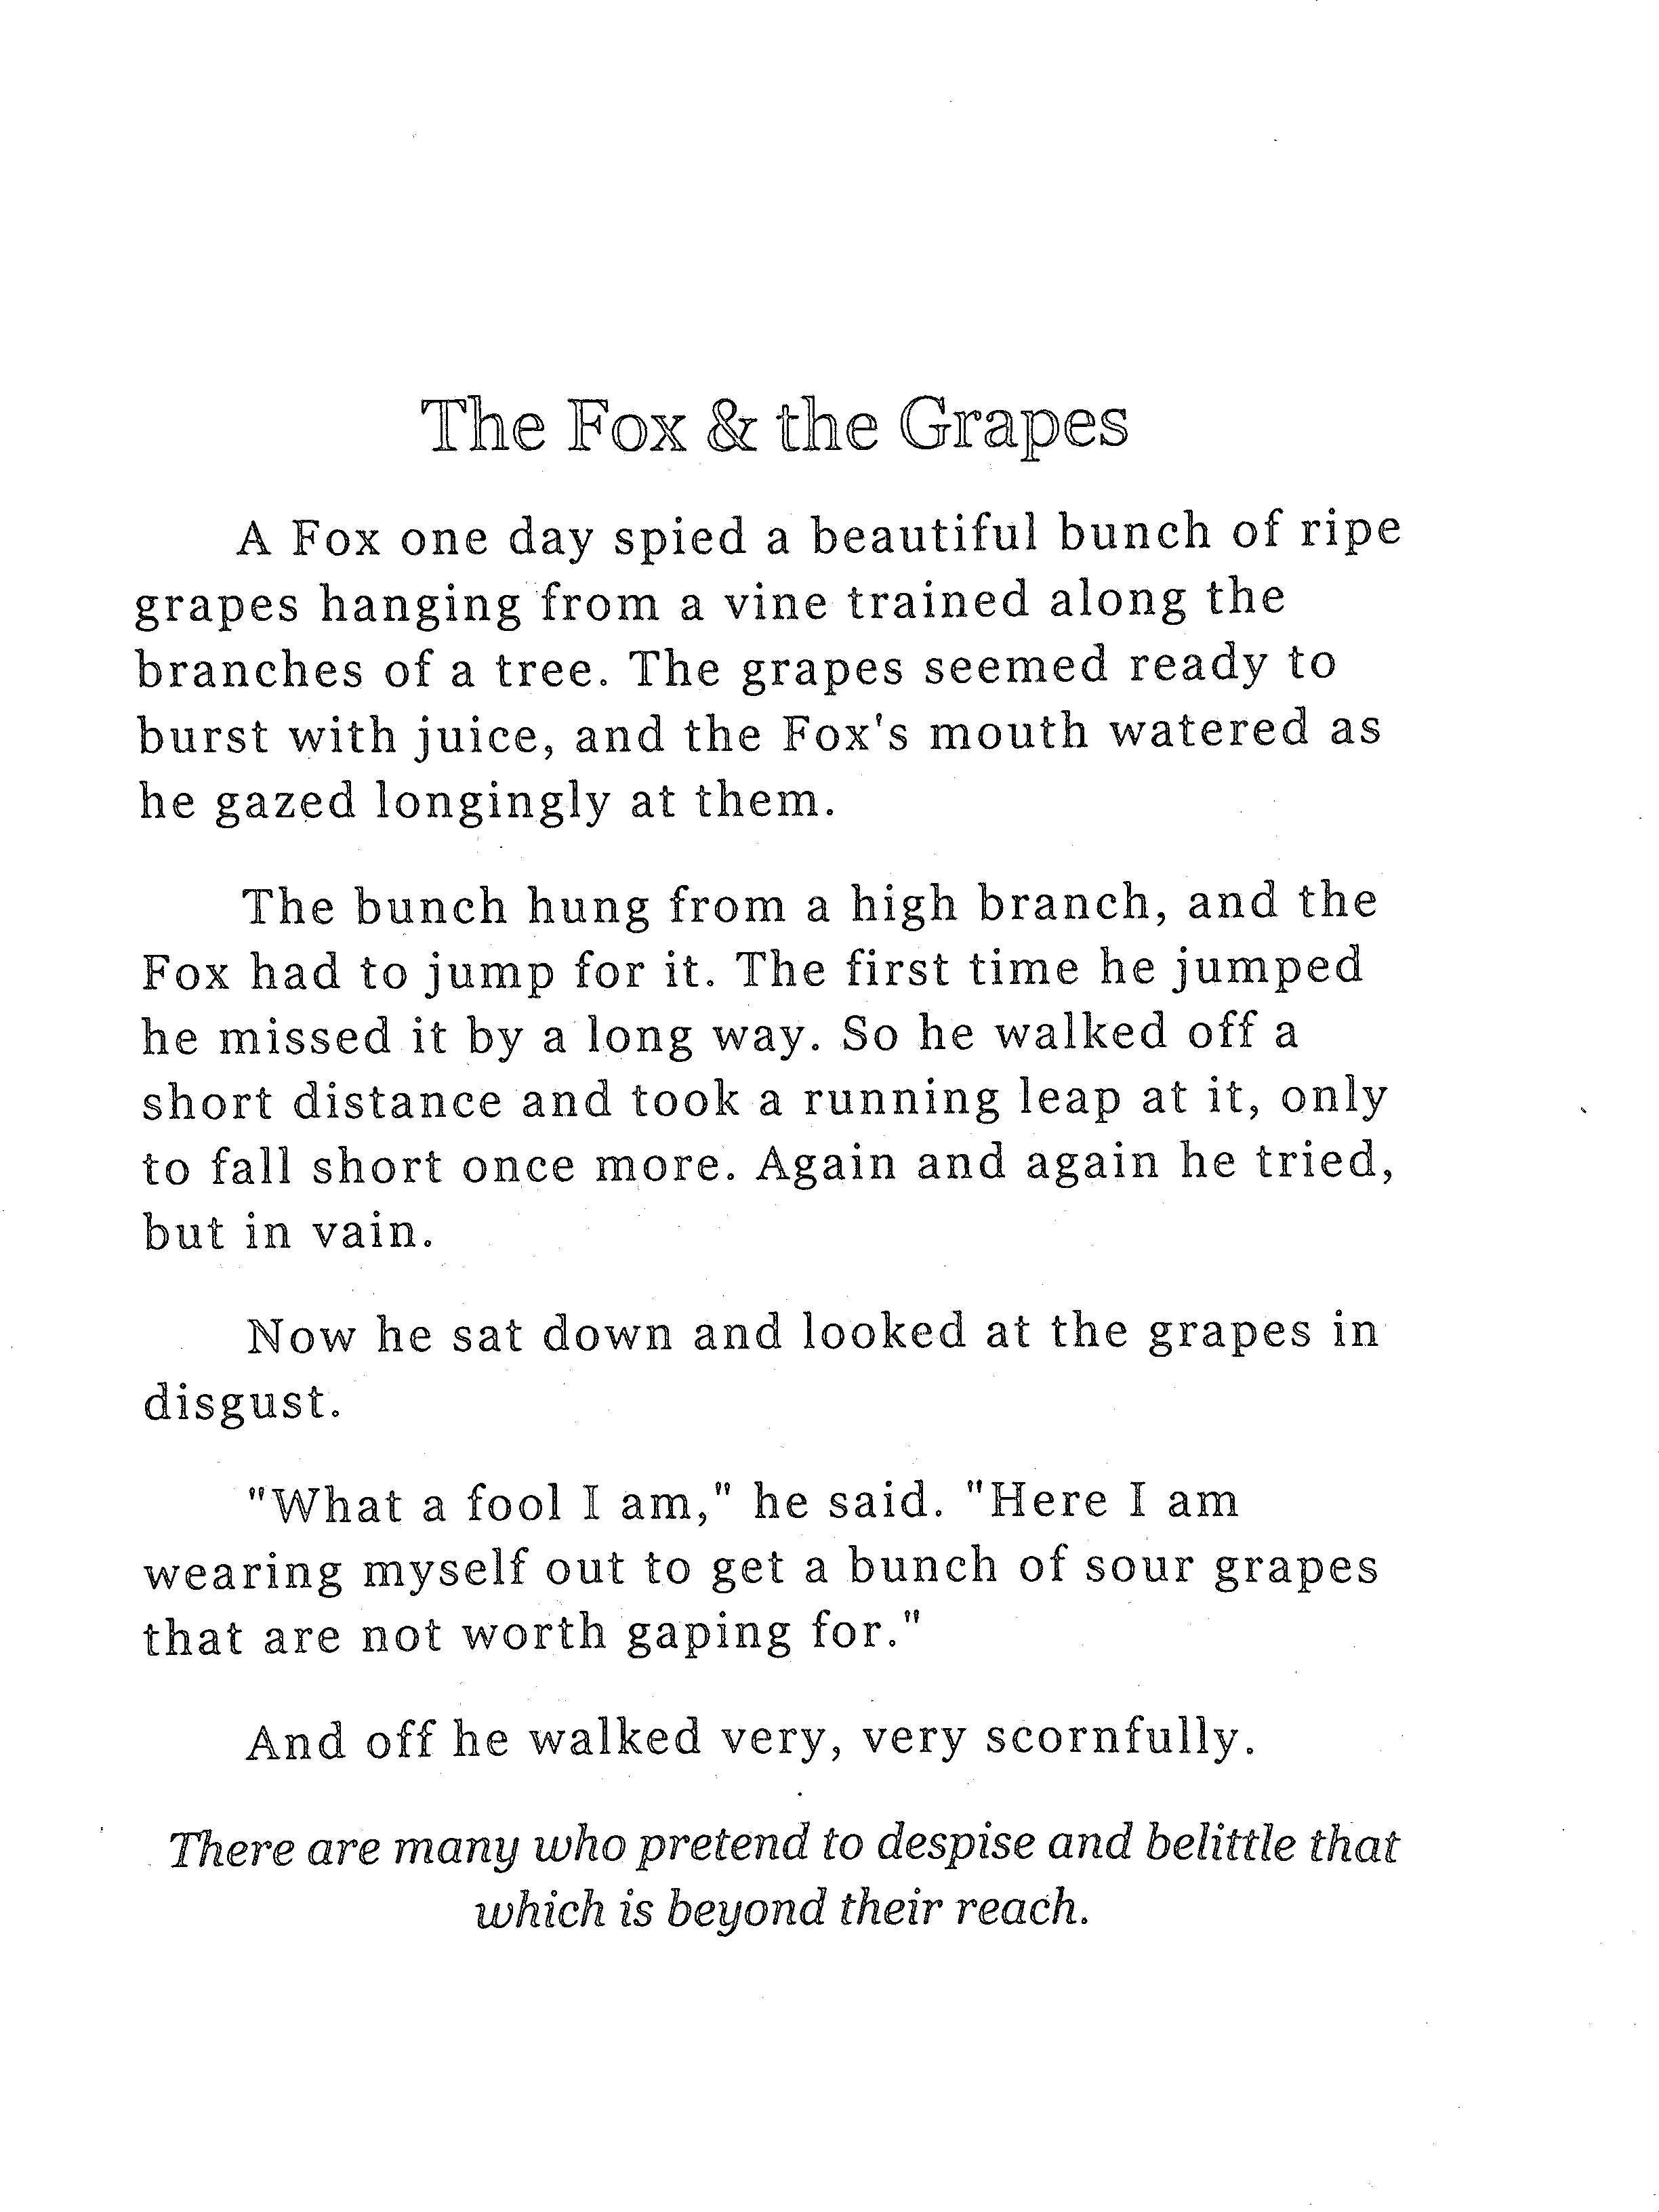 The Fox & the Grapes
A Fox one day spied a beautiful bunch of ripe
grapes hanging from a vine trained along the
branches of a tree. The grapes seemed ready to
burst with juice, and the Fox's mouth watered as
he gazed longingly at them.
The bunch hung from a high branch, and the
Fox had to jump for it. The first time he jumped
he missed it by a long way. So he walked off a
short distance and took a running leap at it, only
to fall short once more. Again and again he tried,
but in vain.
Now he sat down and looked at the grapes in
disgust.
"What a fool I am," he said. "Here I am
wearing myself out to get a bunch of sour grapes
that are not worth gaping for."
And off he walked very, very scornfully.
There are many who pretend to despise and belittle that
which is beyond their reach.